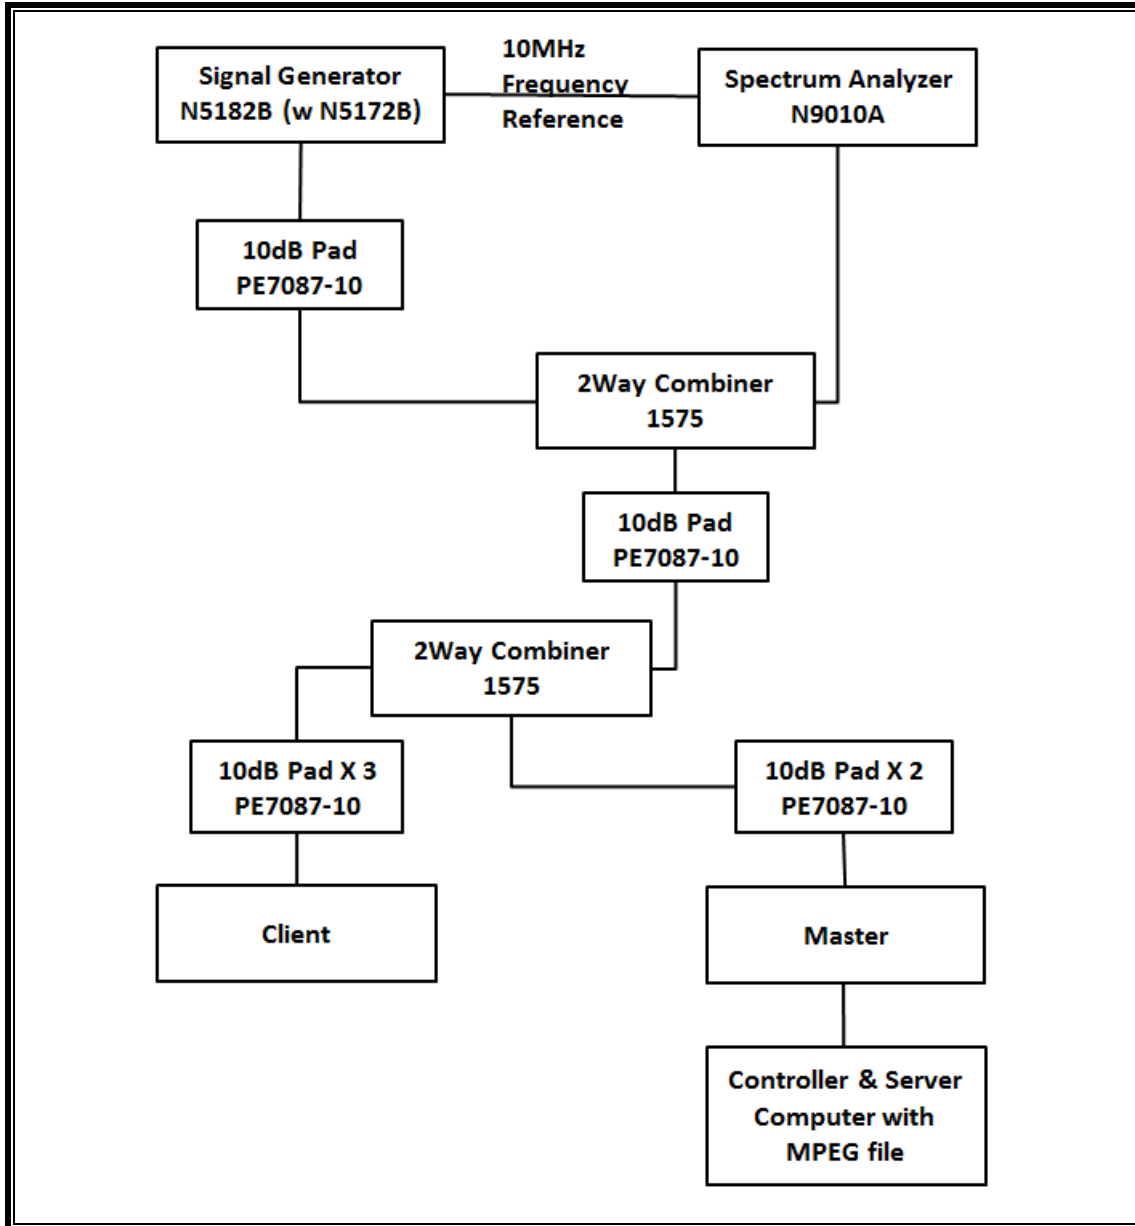 Signal Generator
N5182B (w N5172B)
10MHz
Frequency
Reference
Spectrum Analyzer
N9010A
10dB Pad
PE7087-10
2Way Combiner
1575
10dB Pad
PE7087-10
2Way Combiner
1575
10dB Pad X 3
PE7087-10
10dB Pad X 2
PE7087-10
Client
Master
Controller & Server
Computer with
MPEG file